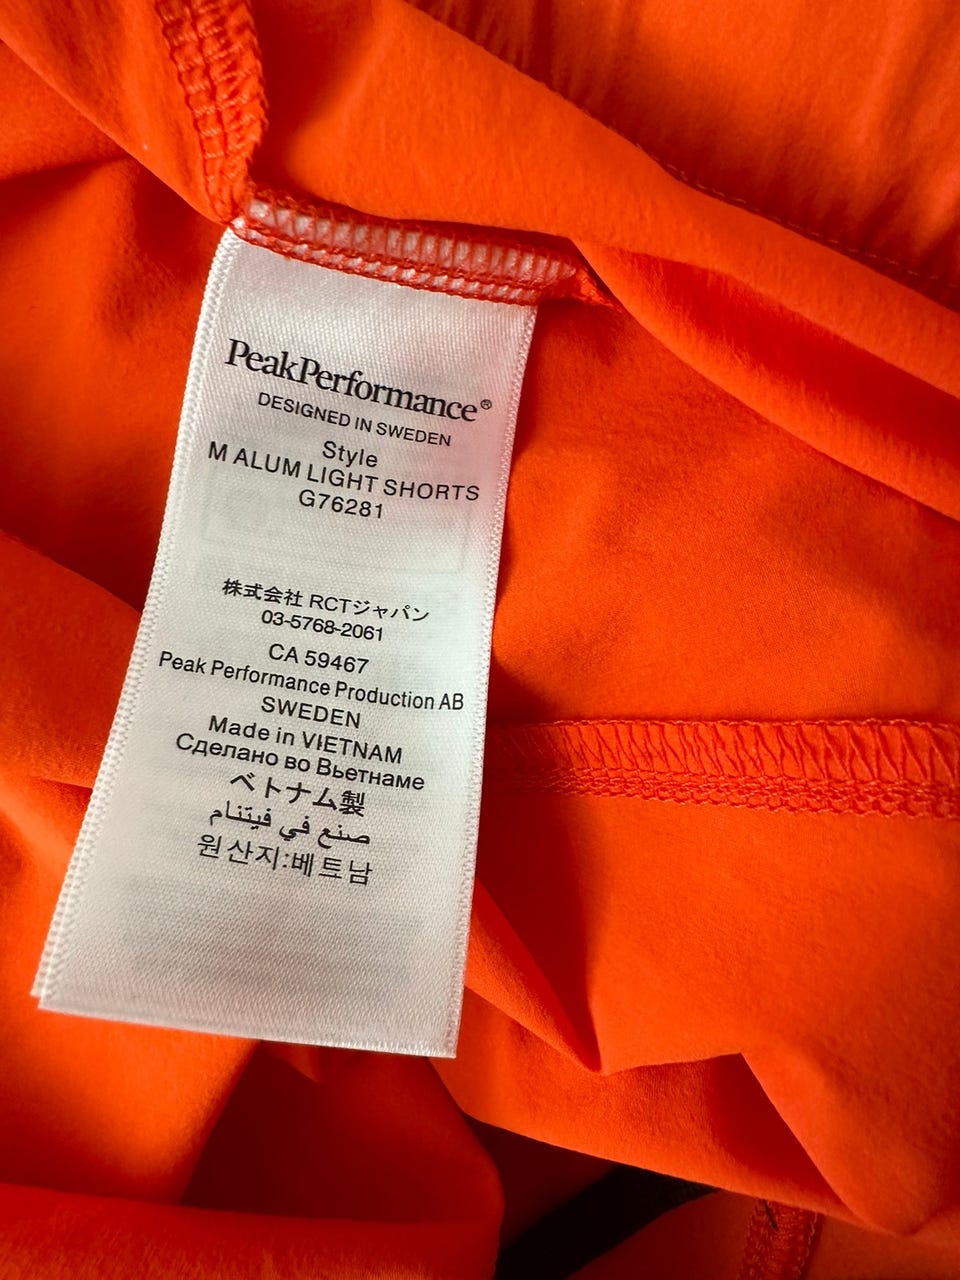 PeakPerformance®
DESIGNED IN SWEDEN
Style
M ALUM LIGHT SHORTS
G76281
株式会社 RCTジャパン
03-5768-2061
CA 59467
Peak Performance Production AB
SWEDEN
Made in VIETNAM
Сделано во Вьетнаме
ベトナム製
صنع في فيتنام
원산지:베트남